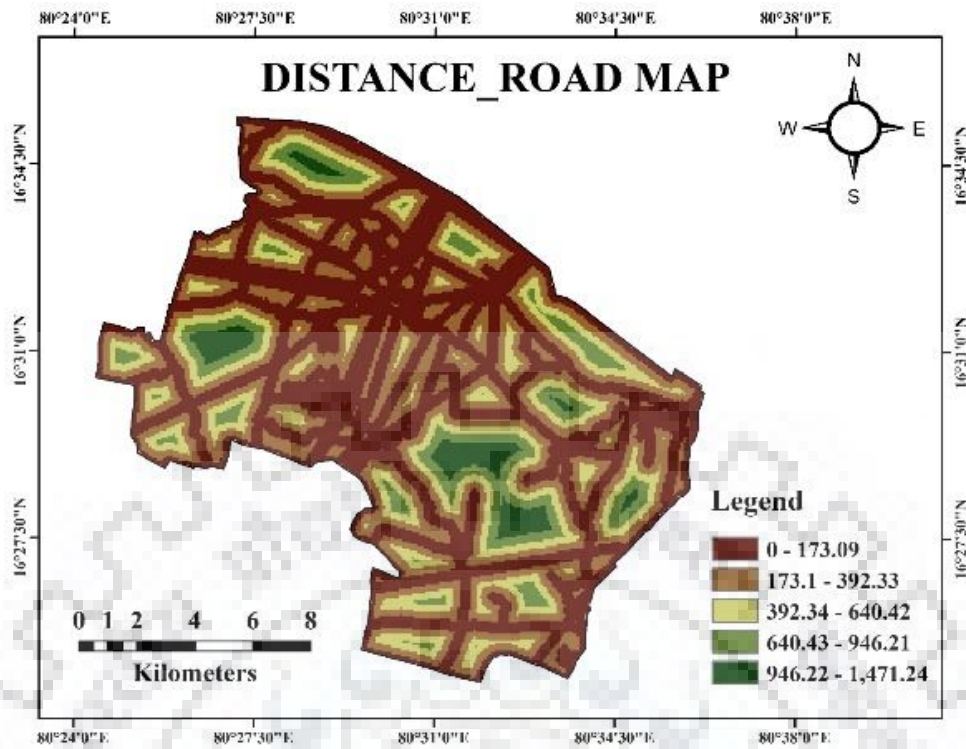 80°24'0"E 80°27'30"E 80°31'0"E 80°34'30"E 80°38'0"E
DISTANCE_ROAD MAP
N
W E
S
16°34'30"N 16°34'30"N
16°31'0"N 16°31'0"N
16°27'30"N 16°27'30"N
Legend
0 - 173.09
173.1 - 392.33
392.34 - 640.42
640.43 - 946.21
946.22 - 1,471.24
0 1 2 4 6 8
Kilometers
80°24'0"E 80°27'30"E 80°31'0"E 80°34'30"E 80°38'0"E